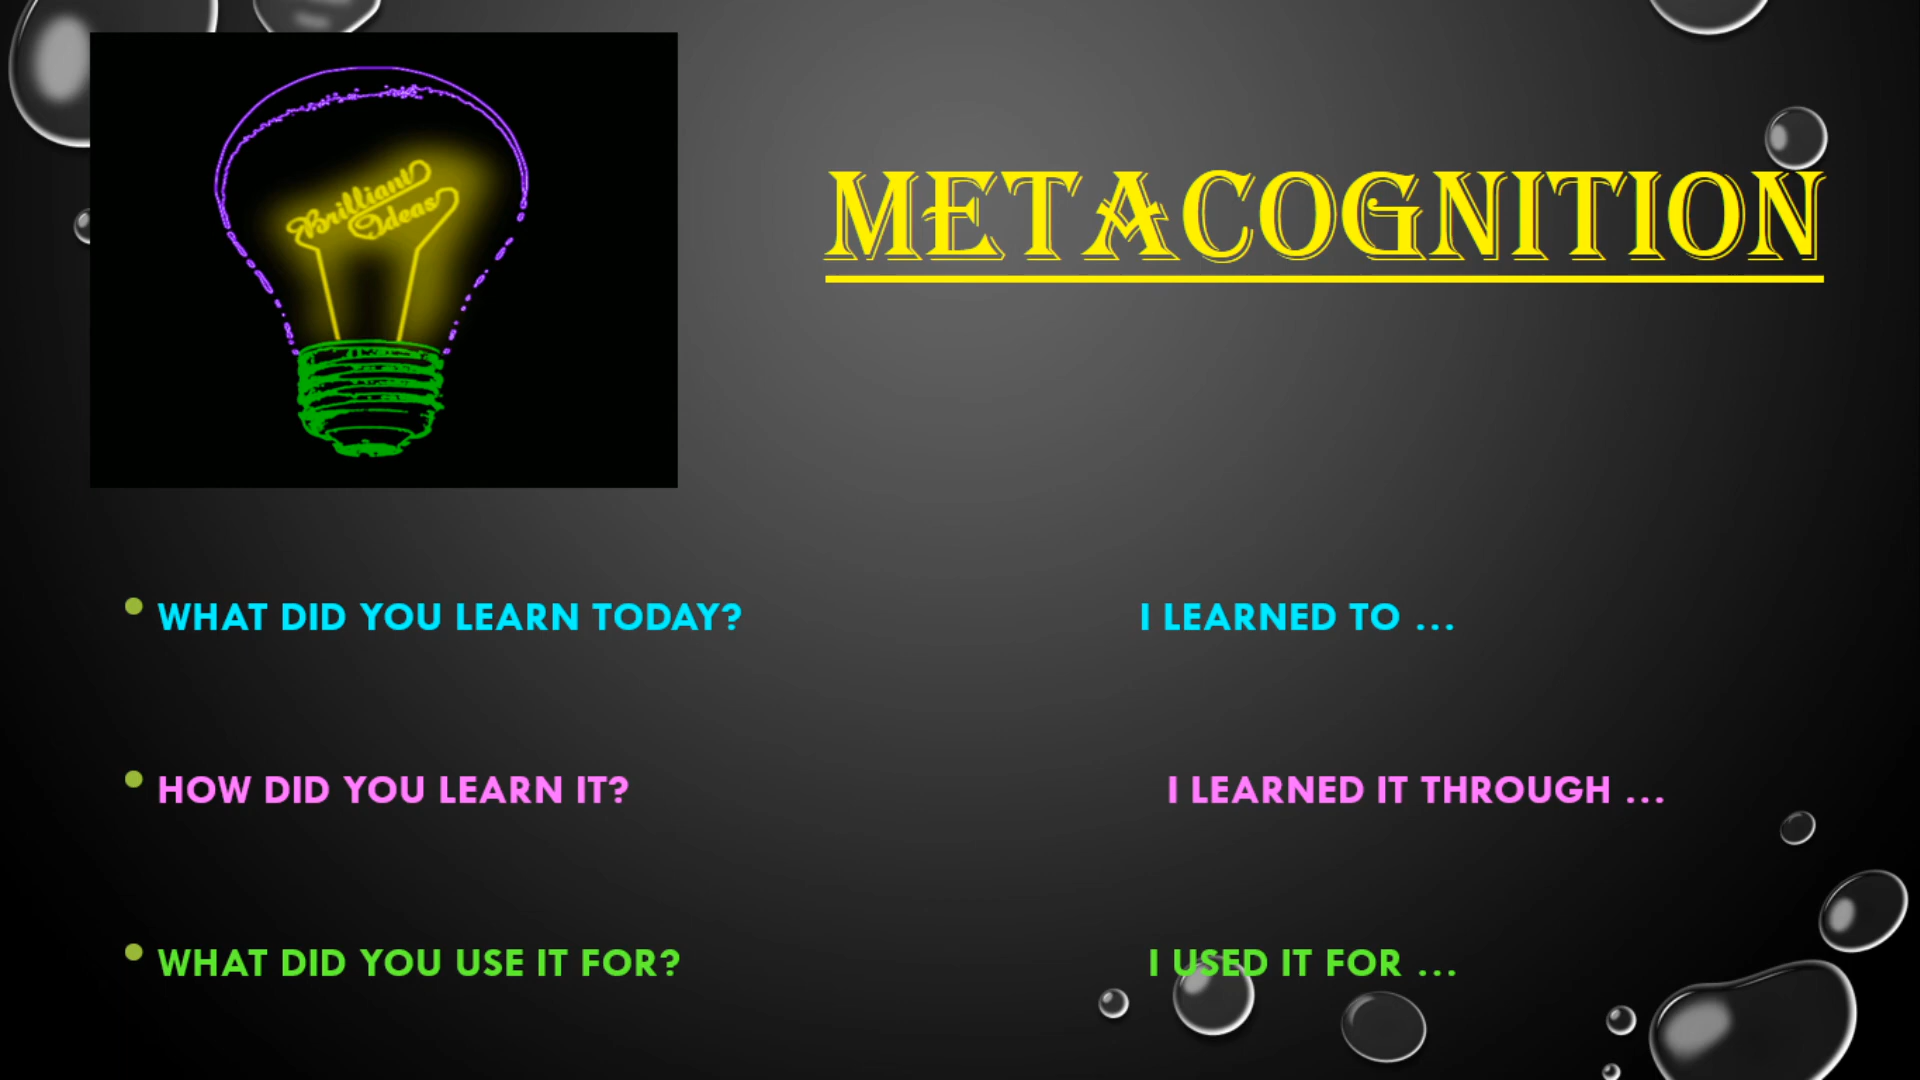 Brilliant
Ideas
METACOGNITION
• WHAT DID YOU LEARN TODAY? I LEARNED TO ...
• HOW DID YOU LEARN IT? I LEARNED IT THROUGH ...
• WHAT DID YOU USE IT FOR? I USED IT FOR ...